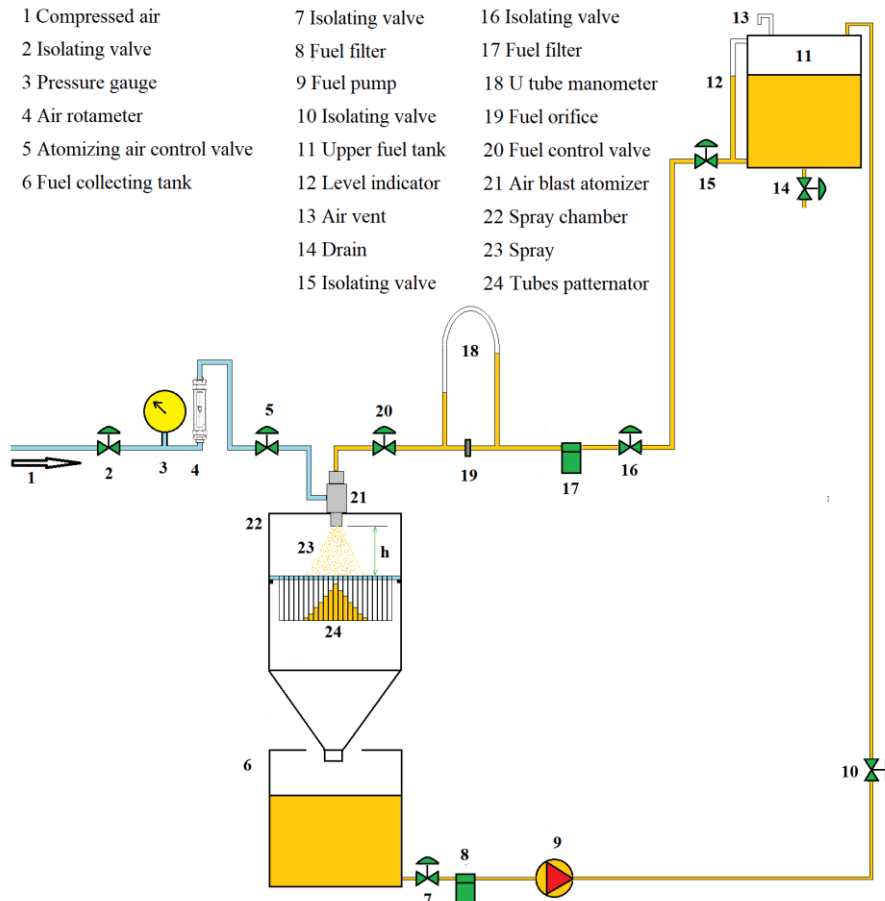 1 Compressed air
2 Isolating valve
3 Pressure gauge
4 Air rotameter
5 Atomizing air control valve
6 Fuel collecting tank
7 Isolating valve
8 Fuel filter
9 Fuel pump
10 Isolating valve
11 Upper fuel tank
12 Level indicator
13 Air vent
14 Drain
15 Isolating valve
16 Isolating valve
17 Fuel filter
18 U tube manometer
19 Fuel orifice
20 Fuel control valve
21 Air blast atomizer
22 Spray chamber
23 Spray
24 Tubes patternator
13
11
12
15
14
18
5
20
1
2
3
4
19
17
16
21
22
23
h
24
6
10
9
8
7